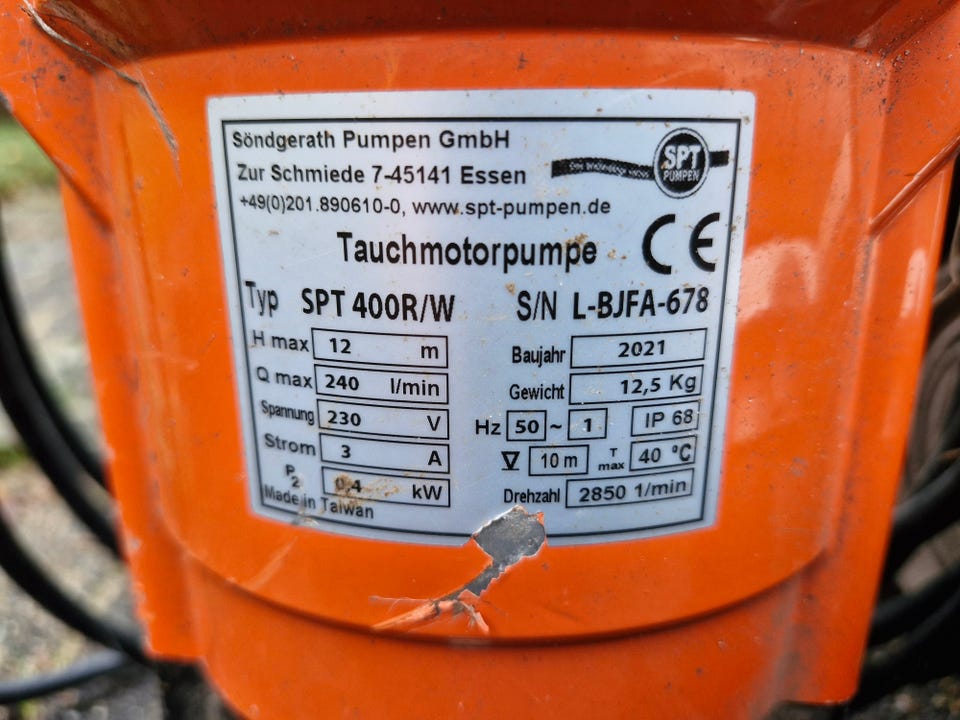 Söndgerath Pumpen GmbH
Zur Schmiede 7-45141 Essen
+49(0)201.890610-0, www.spt-pumpen.de
SPT
PUMPEN
Tauchmotorpumpe CE
Typ SPT 400R/W S/N L-BJFA-678
H max 12 m Baujahr 2021
Q max 240 l/min Gewicht 12,5 Kg
Spannung 230 V Hz 50 ~ 1 IP 68
Strom 3 A ∇ 10 m T max 40 °C
P2 0,4 kW Drehzahl 2850 1/min
Made in Taiwan